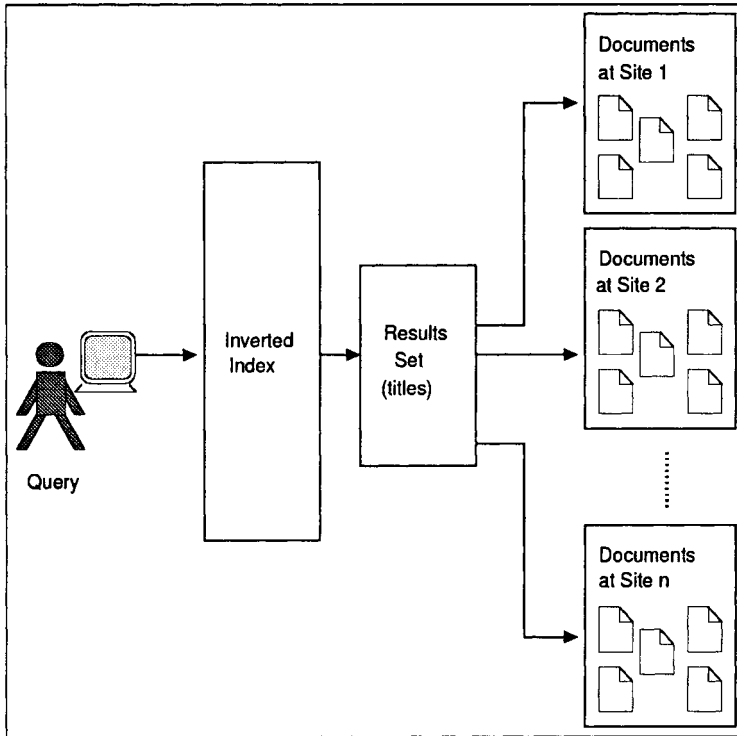 Query
Inverted
Index
Results
Set
(titles)
Documents
at Site 1
Documents
at Site 2
Documents
at Site n